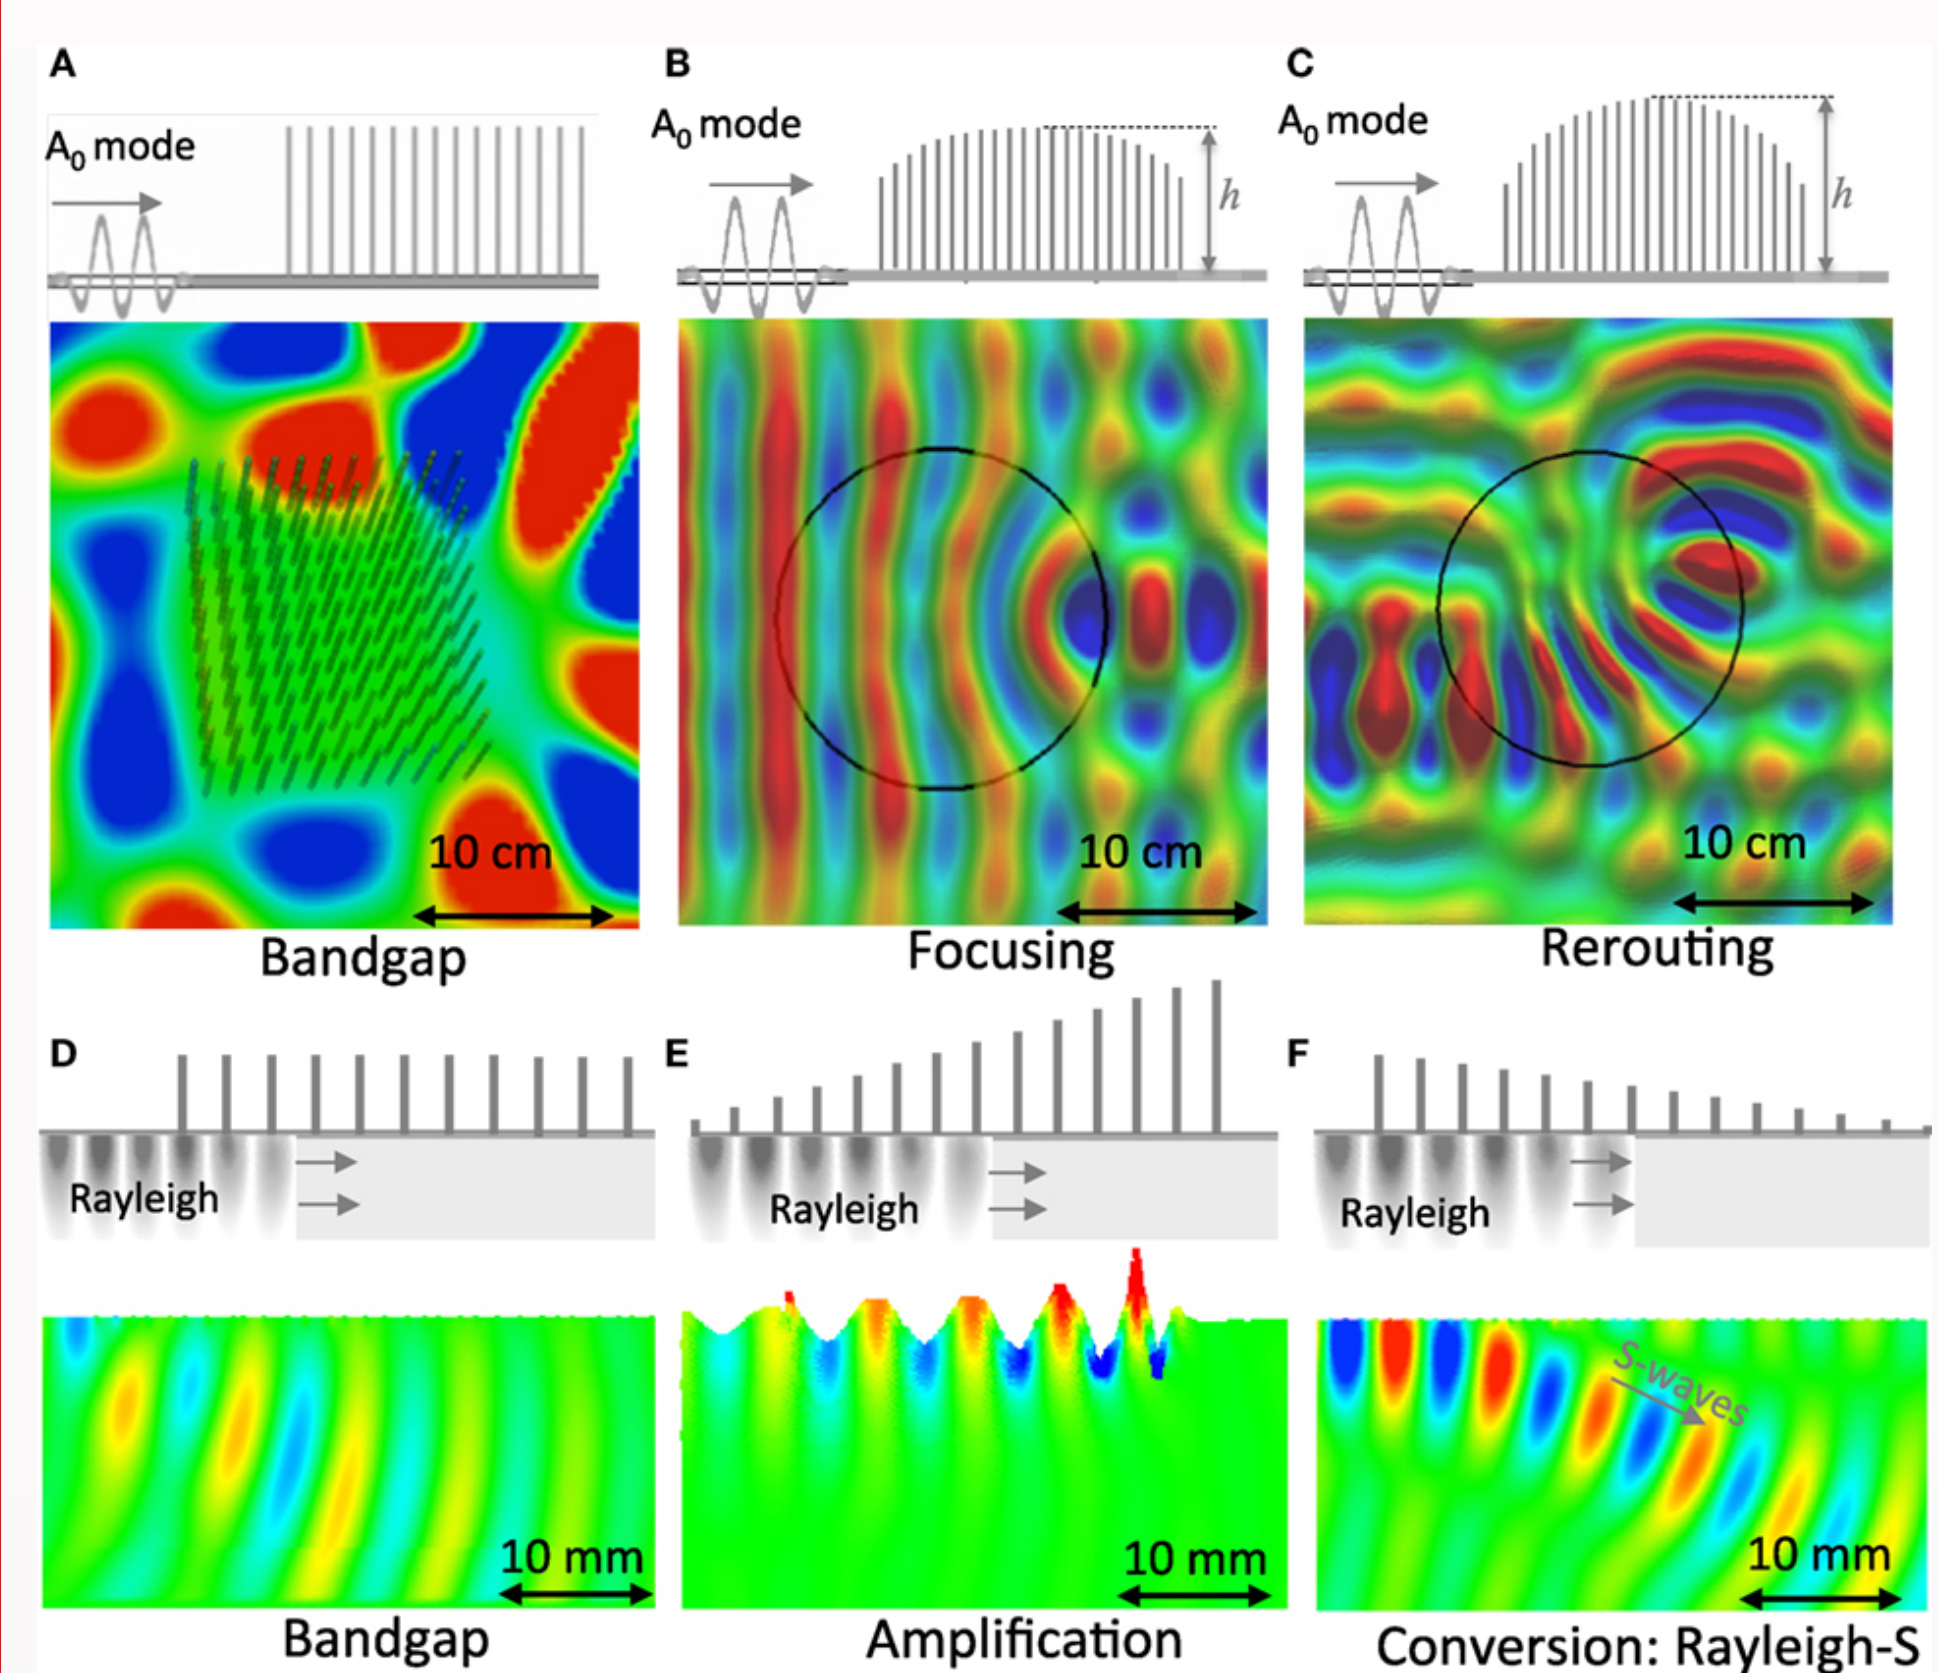 A
B
C
A0 mode
A0 mode
A0 mode
h
h
10 cm
10 cm
10 cm
Bandgap
Focusing
Rerouting
D
E
F
Rayleigh
Rayleigh
Rayleigh
S-waves
10 mm
10 mm
10 mm
Bandgap
Amplification
Conversion: Rayleigh-S